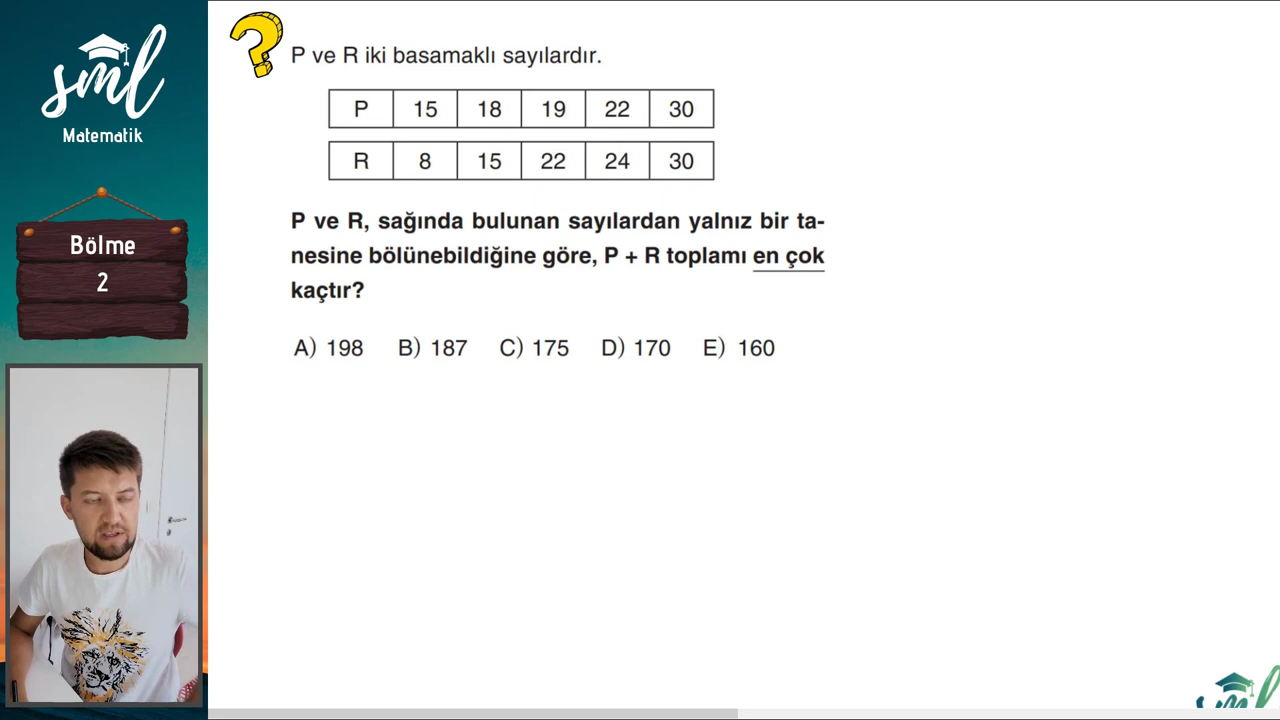 sml
Matematik
Bölme
2
P ve R iki basamaklı sayılardır.
P 15 18 19 22 30
R 8 15 22 24 30
P ve R, sağında bulunan sayılardan yalnız bir ta-
nesine bölünebildiğine göre, P + R toplamı en çok
kaçtır?
A) 198 B) 187 C) 175 D) 170 E) 160
sml